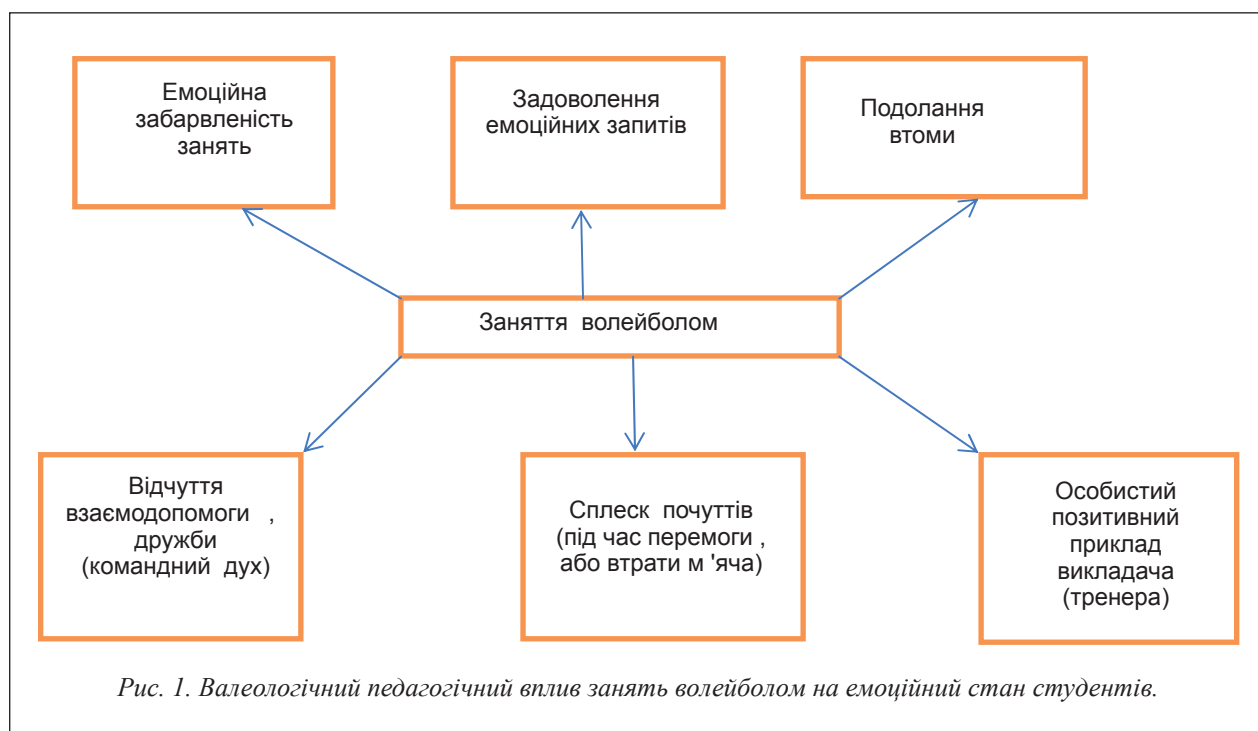 Емоційна
забарвленість
занять
Задоволення
емоційних запитів
Подолання
втоми
Заняття волейболом
Відчуття
взаємодопомоги ,
дружби
(командний дух)
Сплеск почуттів
(під час перемоги ,
або втрати м 'яча)
Особистий
позитивний
приклад
викладача
(тренера)
Рис. 1. Валеологічний педагогічний вплив занять волейболом на емоційний стан студентів.